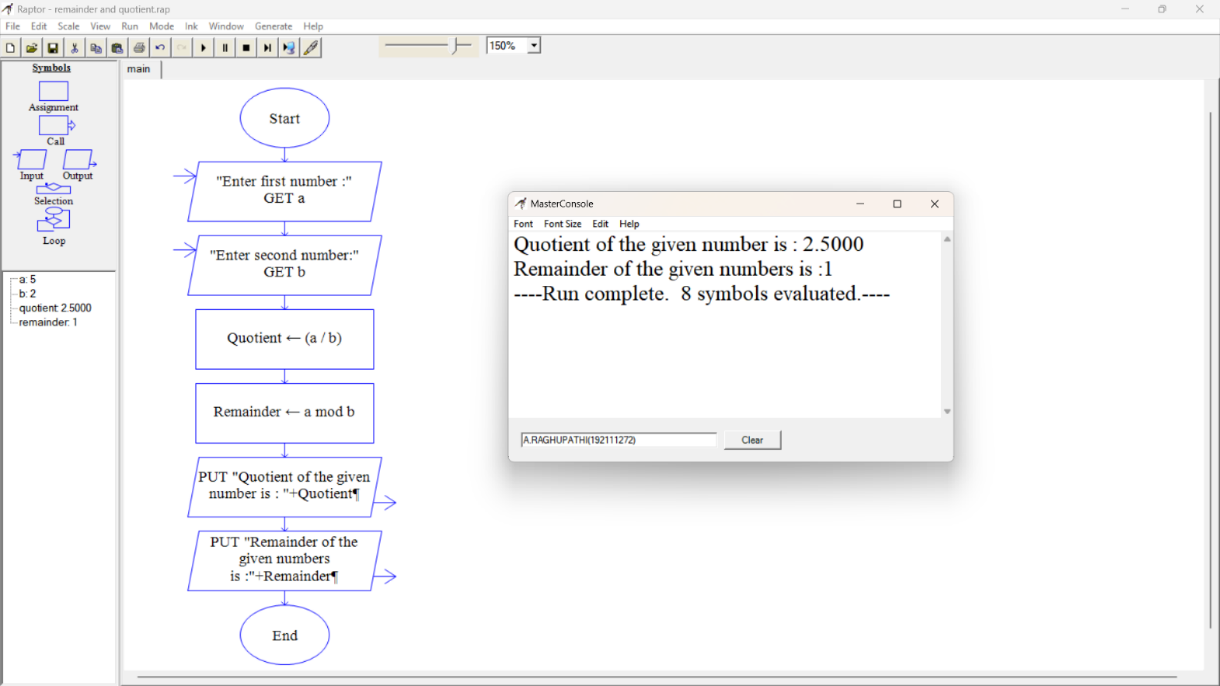 Raptor - remainder and quotient.rap
File Edit Scale View Run Mode Ink Window Generate Help
150%
Symbols
Assignment
Call
Input Output
Selection
Loop
a: 5
b: 2
quotient: 2.5000
remainder: 1
main
Start
"Enter first number :"
GET a
"Enter second number:"
GET b
Quotient ← (a / b)
Remainder ← a mod b
PUT "Quotient of the given
number is : "+Quotient¶
PUT "Remainder of the
given numbers
is :"+Remainder¶
End
MasterConsole
Font Font Size Edit Help
Quotient of the given number is : 2.5000
Remainder of the given numbers is :1
----Run complete. 8 symbols evaluated.----
A.RAGHUPATHI(192111272)
Clear